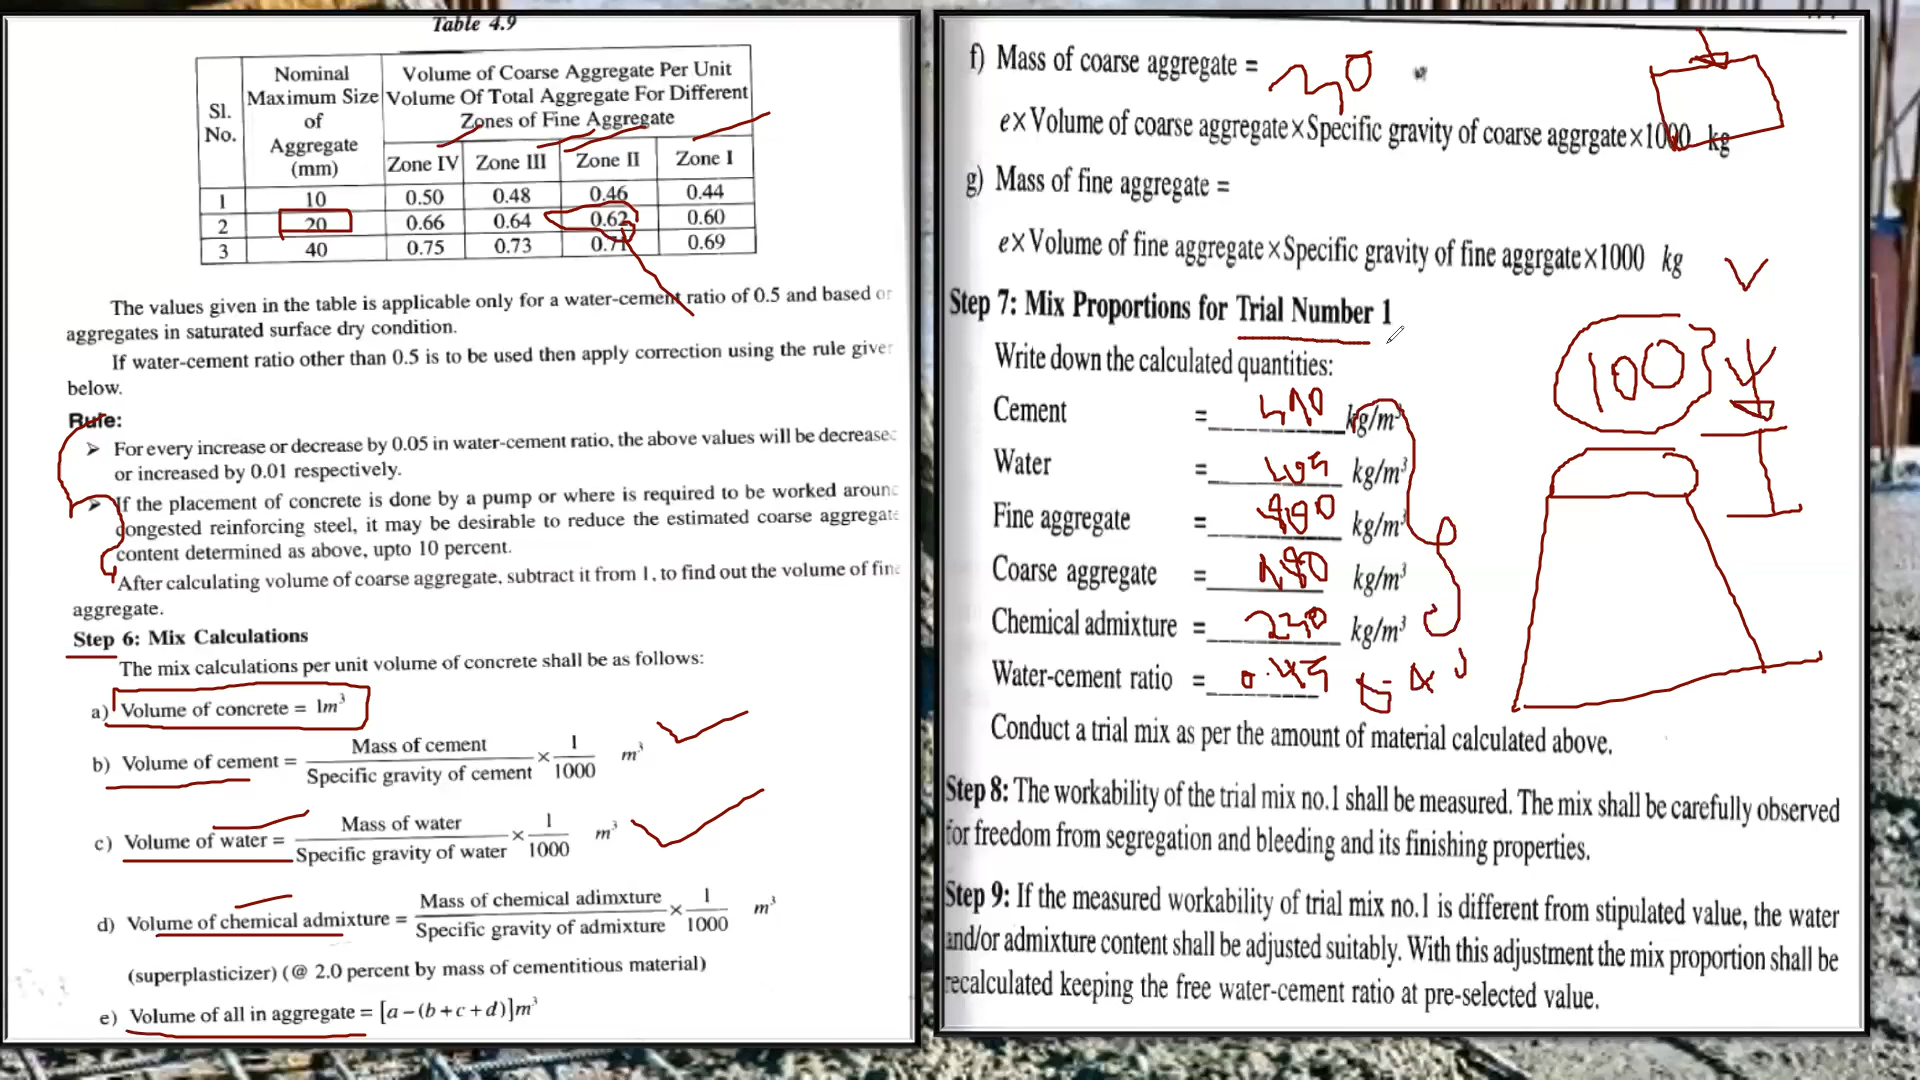 Table 4.9
Sl. No. | Nominal Maximum Size of Aggregate (mm) | Volume of Coarse Aggregate Per Unit Volume Of Total Aggregate For Different Zones of Fine Aggregate
Zone IV | Zone III | Zone II | Zone I
1 | 10 | 0.50 | 0.48 | 0.46 | 0.44
2 | 20 | 0.66 | 0.64 | 0.62 | 0.60
3 | 40 | 0.75 | 0.73 | 0.71 | 0.69
The values given in the table is applicable only for a water-cement ratio of 0.5 and based or
aggregates in saturated surface dry condition.
If water-cement ratio other than 0.5 is to be used then apply correction using the rule giver
below.
Rule:
➢ For every increase or decrease by 0.05 in water-cement ratio, the above values will be decreasec
or increased by 0.01 respectively.
➢ If the placement of concrete is done by a pump or where is required to be worked arounc
congested reinforcing steel, it may be desirable to reduce the estimated coarse aggregate
content determined as above, upto 10 percent.
After calculating volume of coarse aggregate, subtract it from 1, to find out the volume of fine
aggregate.
Step 6: Mix Calculations
The mix calculations per unit volume of concrete shall be as follows:
a) Volume of concrete = 1m³
b) Volume of cement = Mass of cement / Specific gravity of cement × 1/1000 m³
c) Volume of water = Mass of water / Specific gravity of water × 1/1000 m³
d) Volume of chemical admixture = Mass of chemical adimxture / Specific gravity of admixture × 1/1000 m³
(superplasticizer) (@ 2.0 percent by mass of cementitious material)
e) Volume of all in aggregate = [a – (b + c + d)]m³
f) Mass of coarse aggregate =
e×Volume of coarse aggregate×Specific gravity of coarse aggrgate×1000 kg
g) Mass of fine aggregate =
e×Volume of fine aggregate×Specific gravity of fine aggrgate×1000 kg
Step 7: Mix Proportions for Trial Number 1
Write down the calculated quantities:
100
Cement = kg/m³
Water = kg/m³
Fine aggregate = kg/m³
Coarse aggregate = kg/m³
Chemical admixture = kg/m³
Water-cement ratio = 0.45
Conduct a trial mix as per the amount of material calculated above.
Step 8: The workability of the trial mix no.1 shall be measured. The mix shall be carefully observed
for freedom from segregation and bleeding and its finishing properties.
Step 9: If the measured workability of trial mix no.1 is different from stipulated value, the water
and/or admixture content shall be adjusted suitably. With this adjustment the mix proportion shall be
recalculated keeping the free water-cement ratio at pre-selected value.